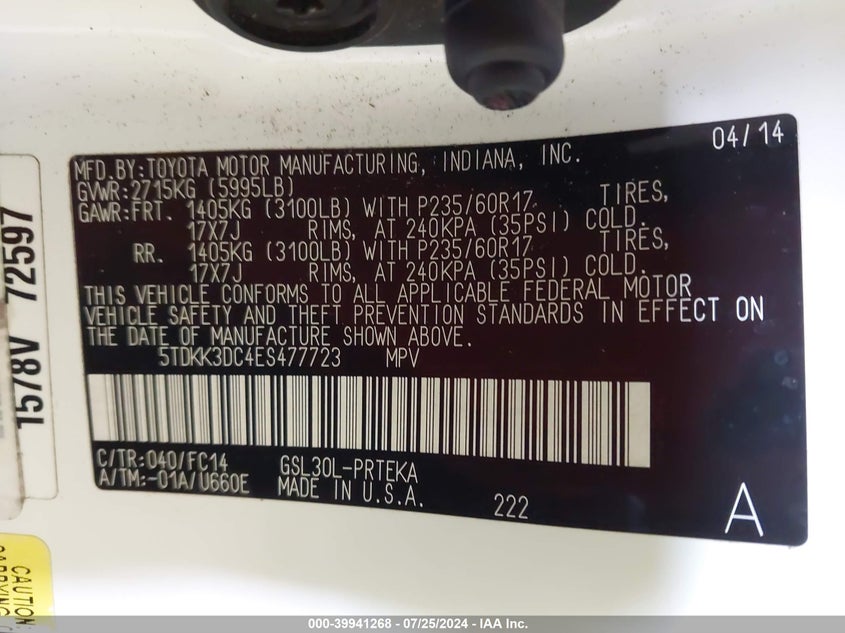 04/14
MFD.BY:TOYOTA MOTOR MANUFACTURING, INDIANA, INC.
GVWR:2715KG (5995LB)
GAWR:FRT. 1405KG (3100LB) WITH P235/60R17 TIRES,
17X7J RIMS, AT 240KPA (35PSI) COLD.
RR. 1405KG (3100LB) WITH P235/60R17 TIRES,
17X7J RIMS, AT 240KPA (35PSI) COLD.
THIS VEHICLE CONFORMS TO ALL APPLICABLE FEDERAL MOTOR
VEHICLE SAFETY AND THEFT PREVENTION STANDARDS IN EFFECT ON
THE DATE OF MANUFACTURE SHOWN ABOVE.
5TDKK3DC4ES477723 MPV
C/TR:040/FC14 GSL30L-PRTEKA
A/TM:-01A/U660E MADE IN U.S.A. 222 A
1578V 72597
CAUTION
000-39941268 - 07/25/2024 - IAA Inc.